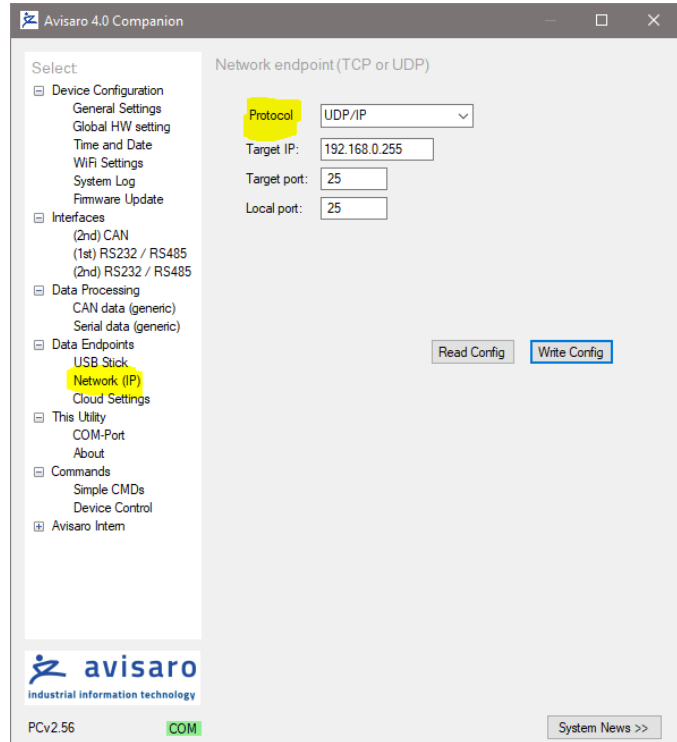 Avisaro 4.0 Companion
Select
Device Configuration
General Settings
Global HW setting
Time and Date
WiFi Settings
System Log
Firmware Update
Interfaces
(2nd) CAN
(1st) RS232 / RS485
(2nd) RS232 / RS485
Data Processing
CAN data (generic)
Serial data (generic)
Data Endpoints
USB Stick
Network (IP)
Cloud Settings
This Utility
COM-Port
About
Commands
Simple CMDs
Device Control
Avisaro Intern
avisaro
industrial information technology
PCv2.56 COM
Network endpoint (TCP or UDP)
Protocol UDP/IP
Target IP: 192.168.0.255
Target port: 25
Local port: 25
Read Config Write Config
System News >>